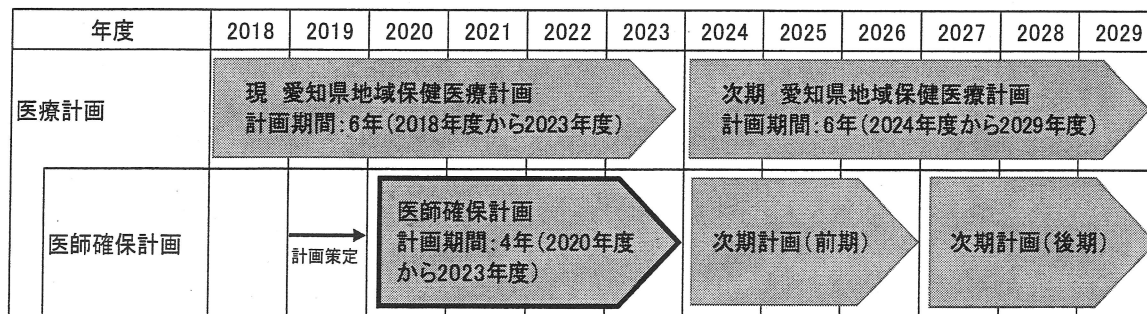 年度 2018 2019 2020 2021 2022 2023 2024 2025 2026 2027 2028 2029
医療計画
現 愛知県地域保健医療計画
計画期間:6年(2018年度から2023年度)
次期 愛知県地域保健医療計画
計画期間:6年(2024年度から2029年度)
医師確保計画
計画策定
医師確保計画
計画期間:4年(2020年度
から2023年度)
次期計画(前期)
次期計画(後期)